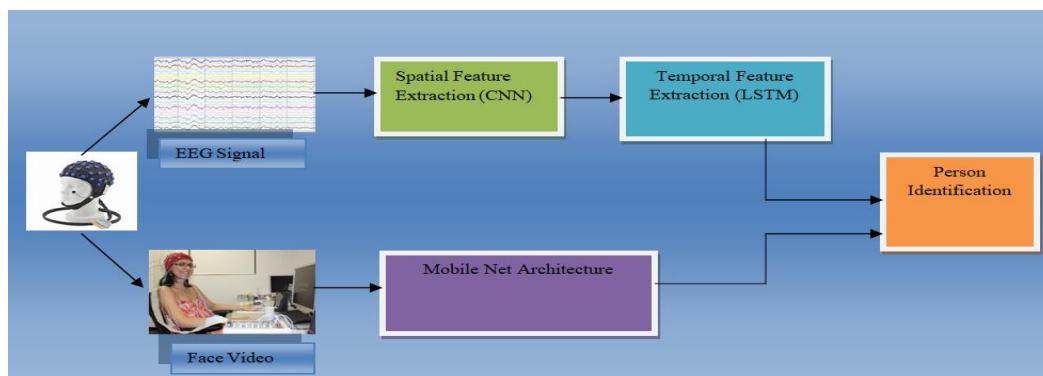 EEG Signal
Spatial Feature
Extraction (CNN)
Temporal Feature
Extraction (LSTM)
Person
Identification
Face Video
Mobile Net Architecture